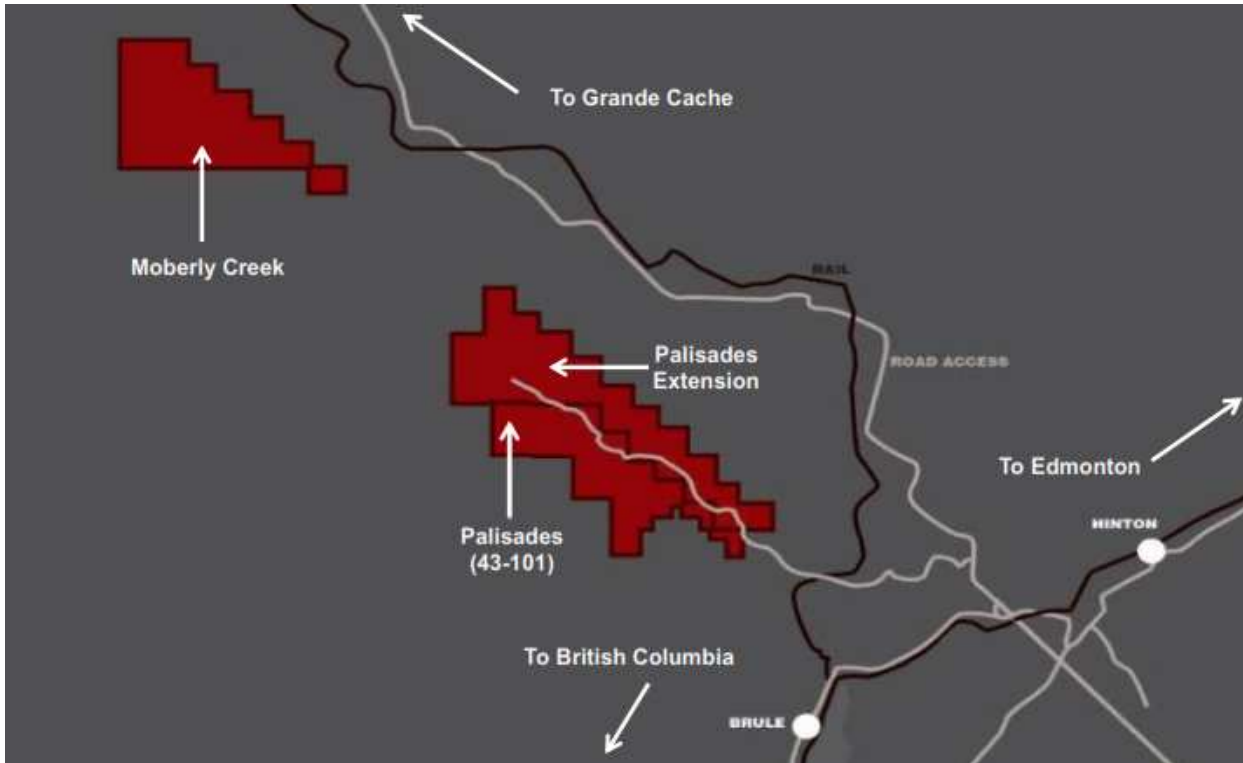 To Grande Cache
Moberly Creek
RAIL
Palisades
Extension
ROAD ACCESS
To Edmonton
HINTON
Palisades
(43-101)
To British Columbia
BRULE